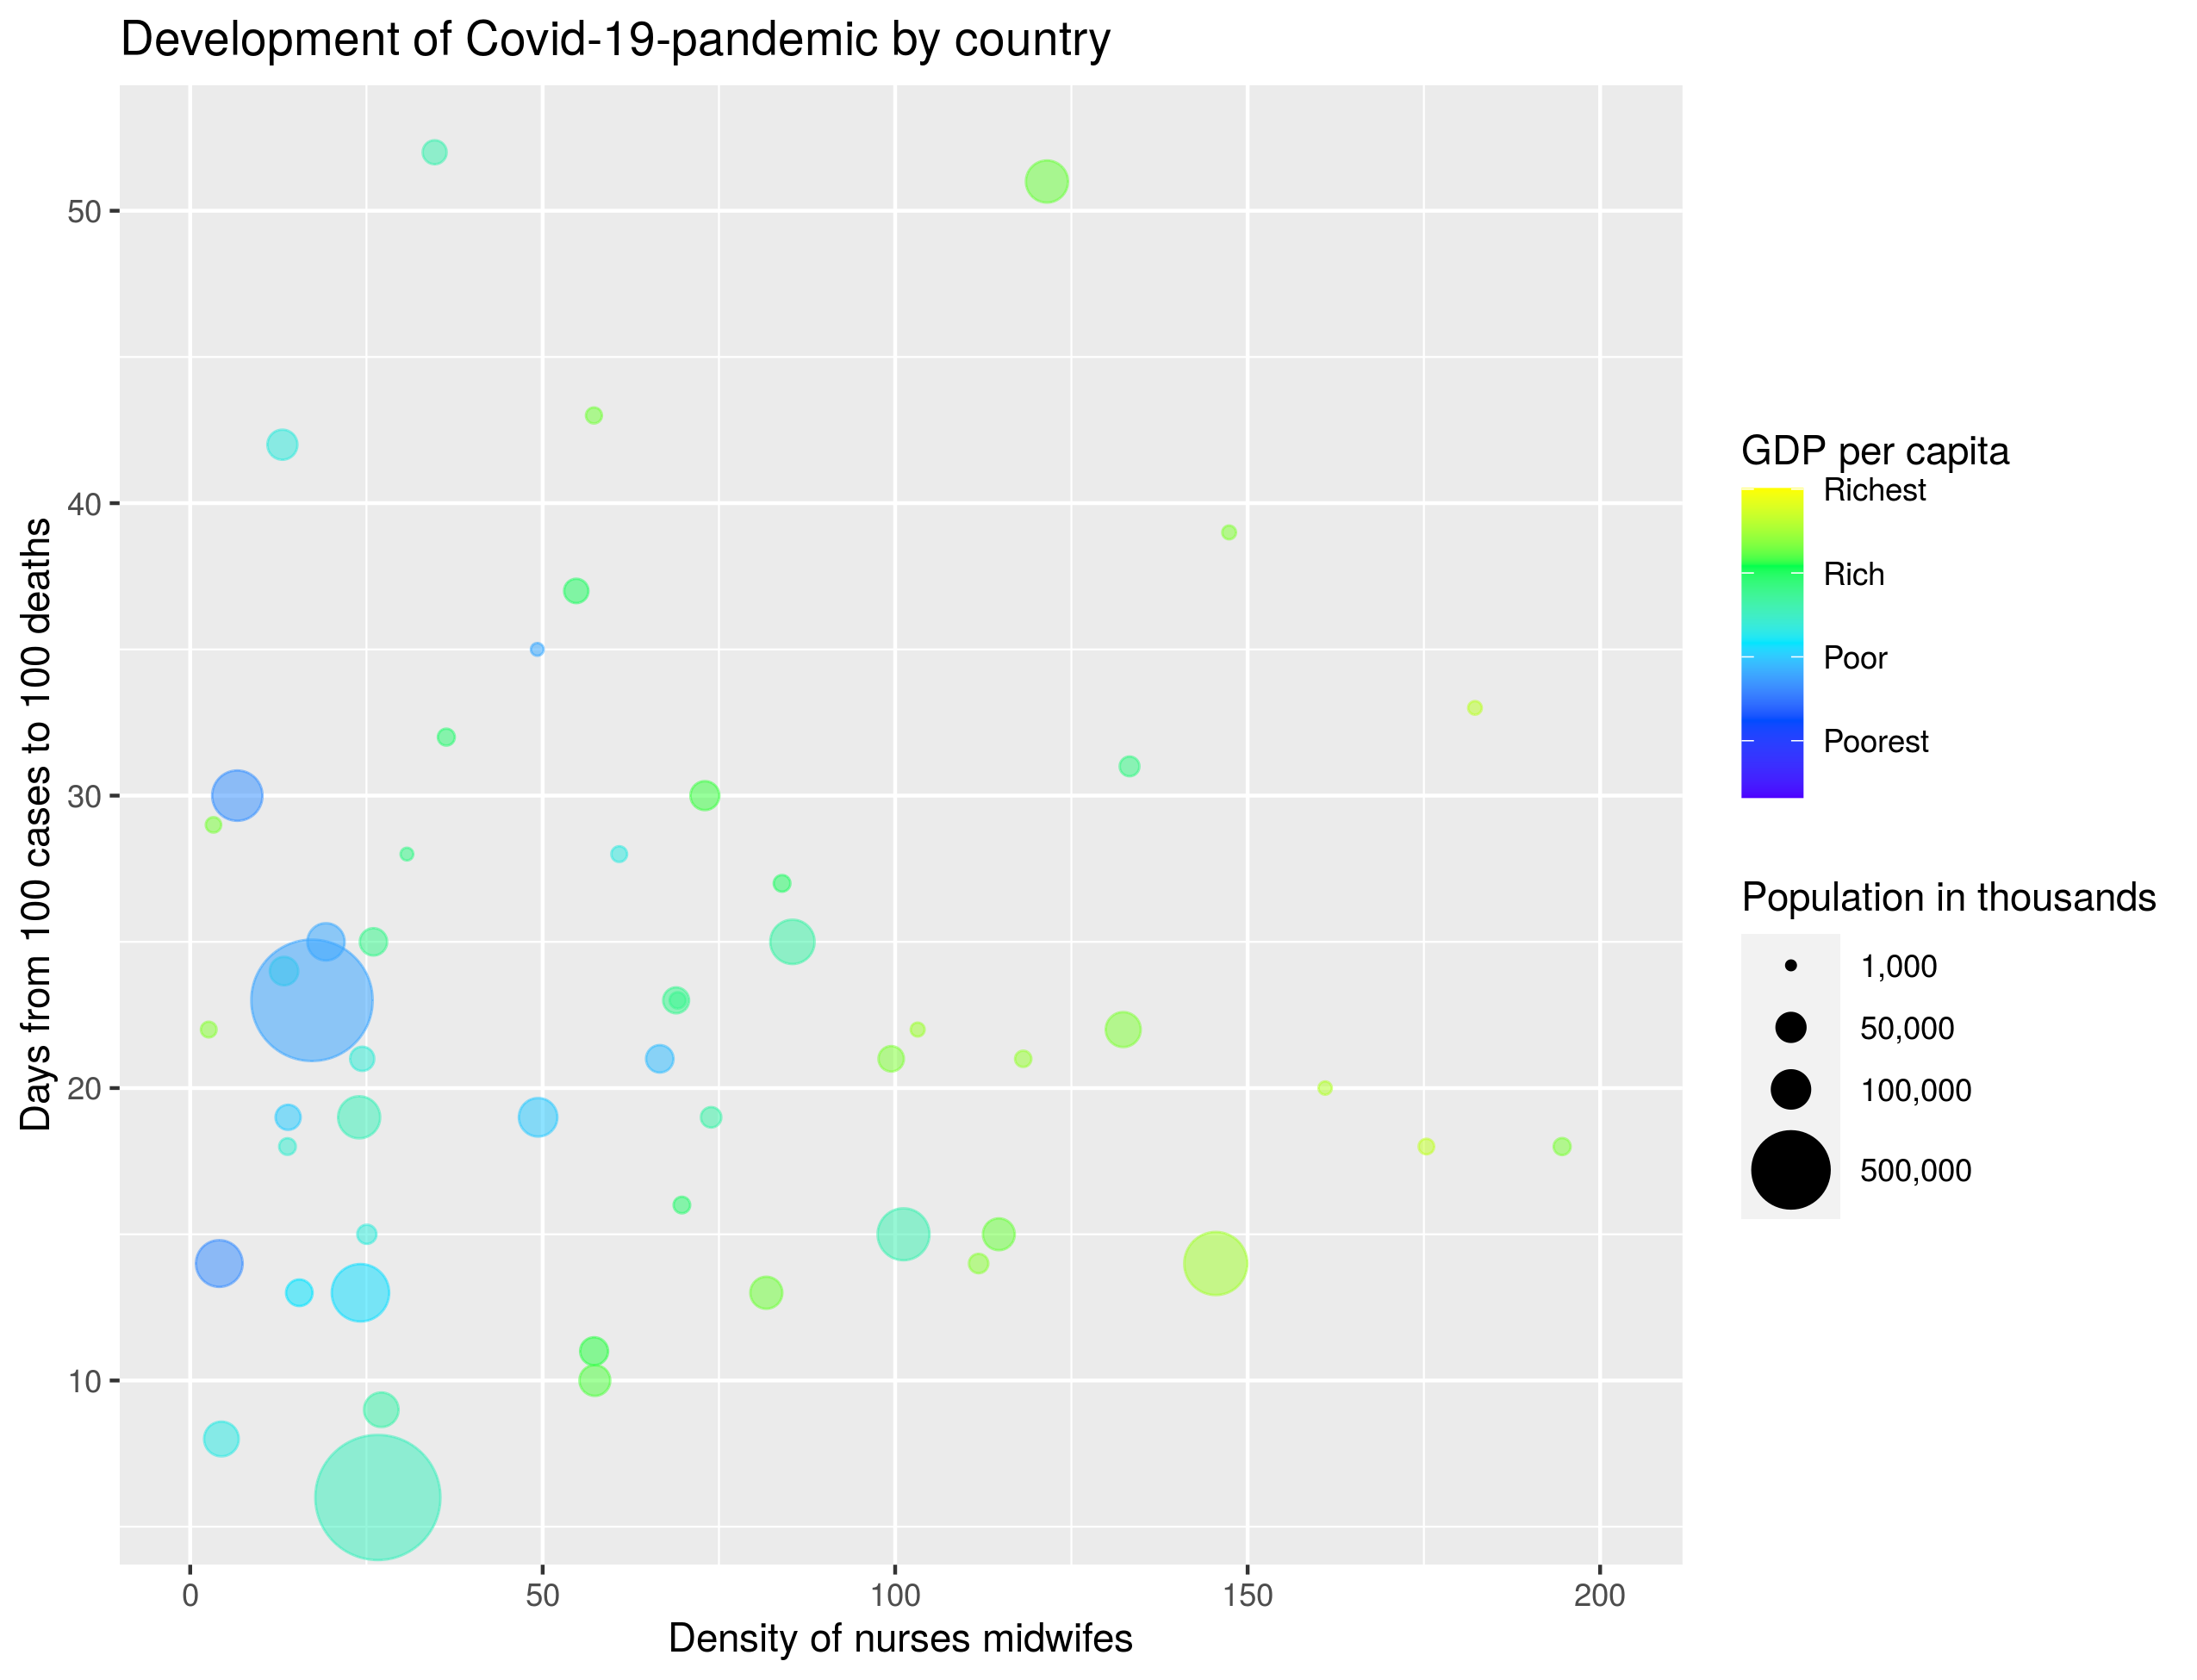 Development of Covid-19-pandemic by country
Days from 100 cases to 100 deaths
50
40
30
20
10
0
50
100
150
200
Density of nurses midwifes
GDP per capita
Richest
Rich
Poor
Poorest
Population in thousands
1,000
50,000
100,000
500,000